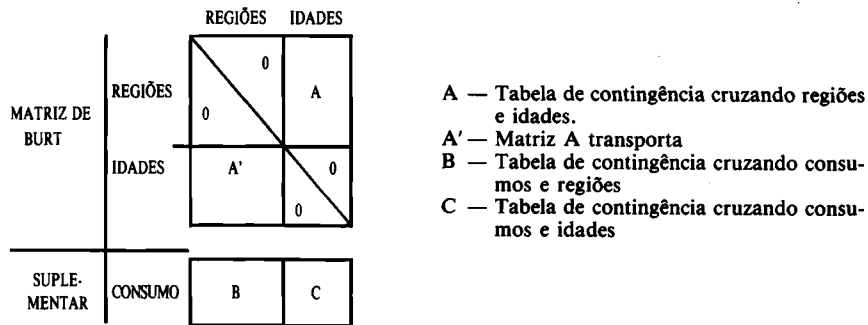 REGIÕES IDADES
MATRIZ DE
BURT
REGIÕES
0
0
A
IDADES
A'
0
0
SUPLE-
MENTAR
CONSUMO
B
C
A — Tabela de contingência cruzando regiões
e idades.
A' — Matriz A transporta
B — Tabela de contingência cruzando consu-
mos e regiões
C — Tabela de contingência cruzando consu-
mos e idades